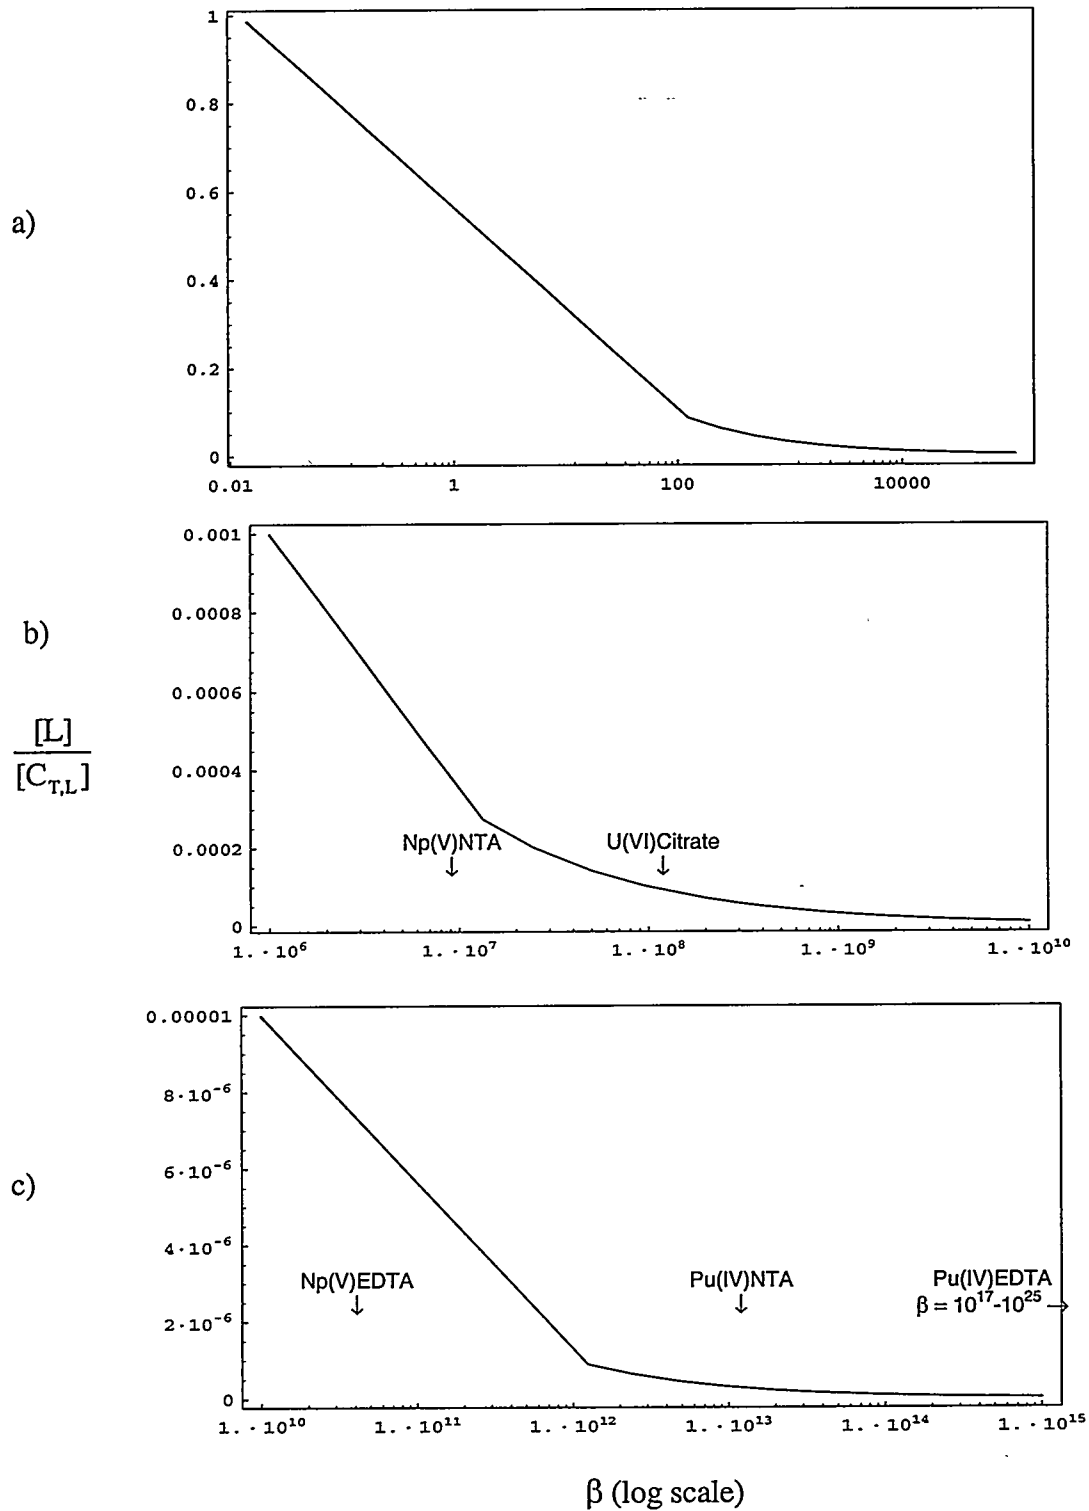 a)
1
0.8
0.6
0.4
0.2
0
0.01 1 100 10000
b)
[L]
[C_{T,L}]
0.001
0.0008
0.0006
0.0004
0.0002
0
Np(V)NTA U(VI)Citrate
1.·10^6 1.·10^7 1.·10^8 1.·10^9 1.·10^10
c)
0.00001
8·10^-6
6·10^-6
4·10^-6
2·10^-6
0
Np(V)EDTA Pu(IV)NTA Pu(IV)EDTA
β = 10^17-10^25
1.·10^10 1.·10^11 1.·10^12 1.·10^13 1.·10^14 1.·10^15
β (log scale)